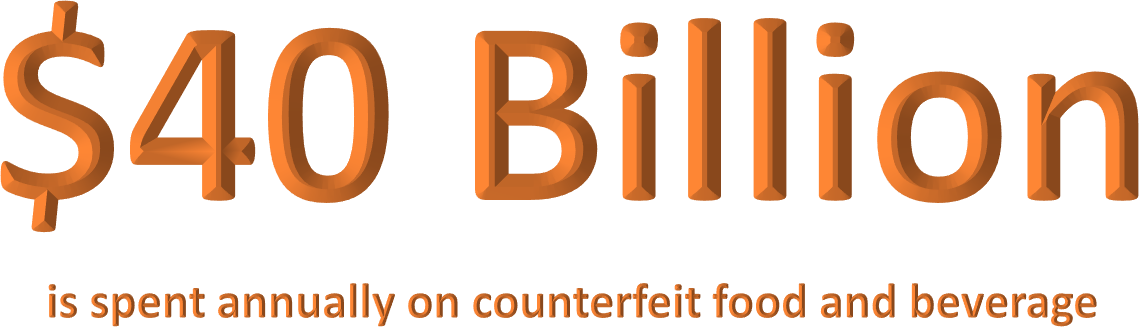 $40 Billion
is spent annually on counterfeit food and beverage